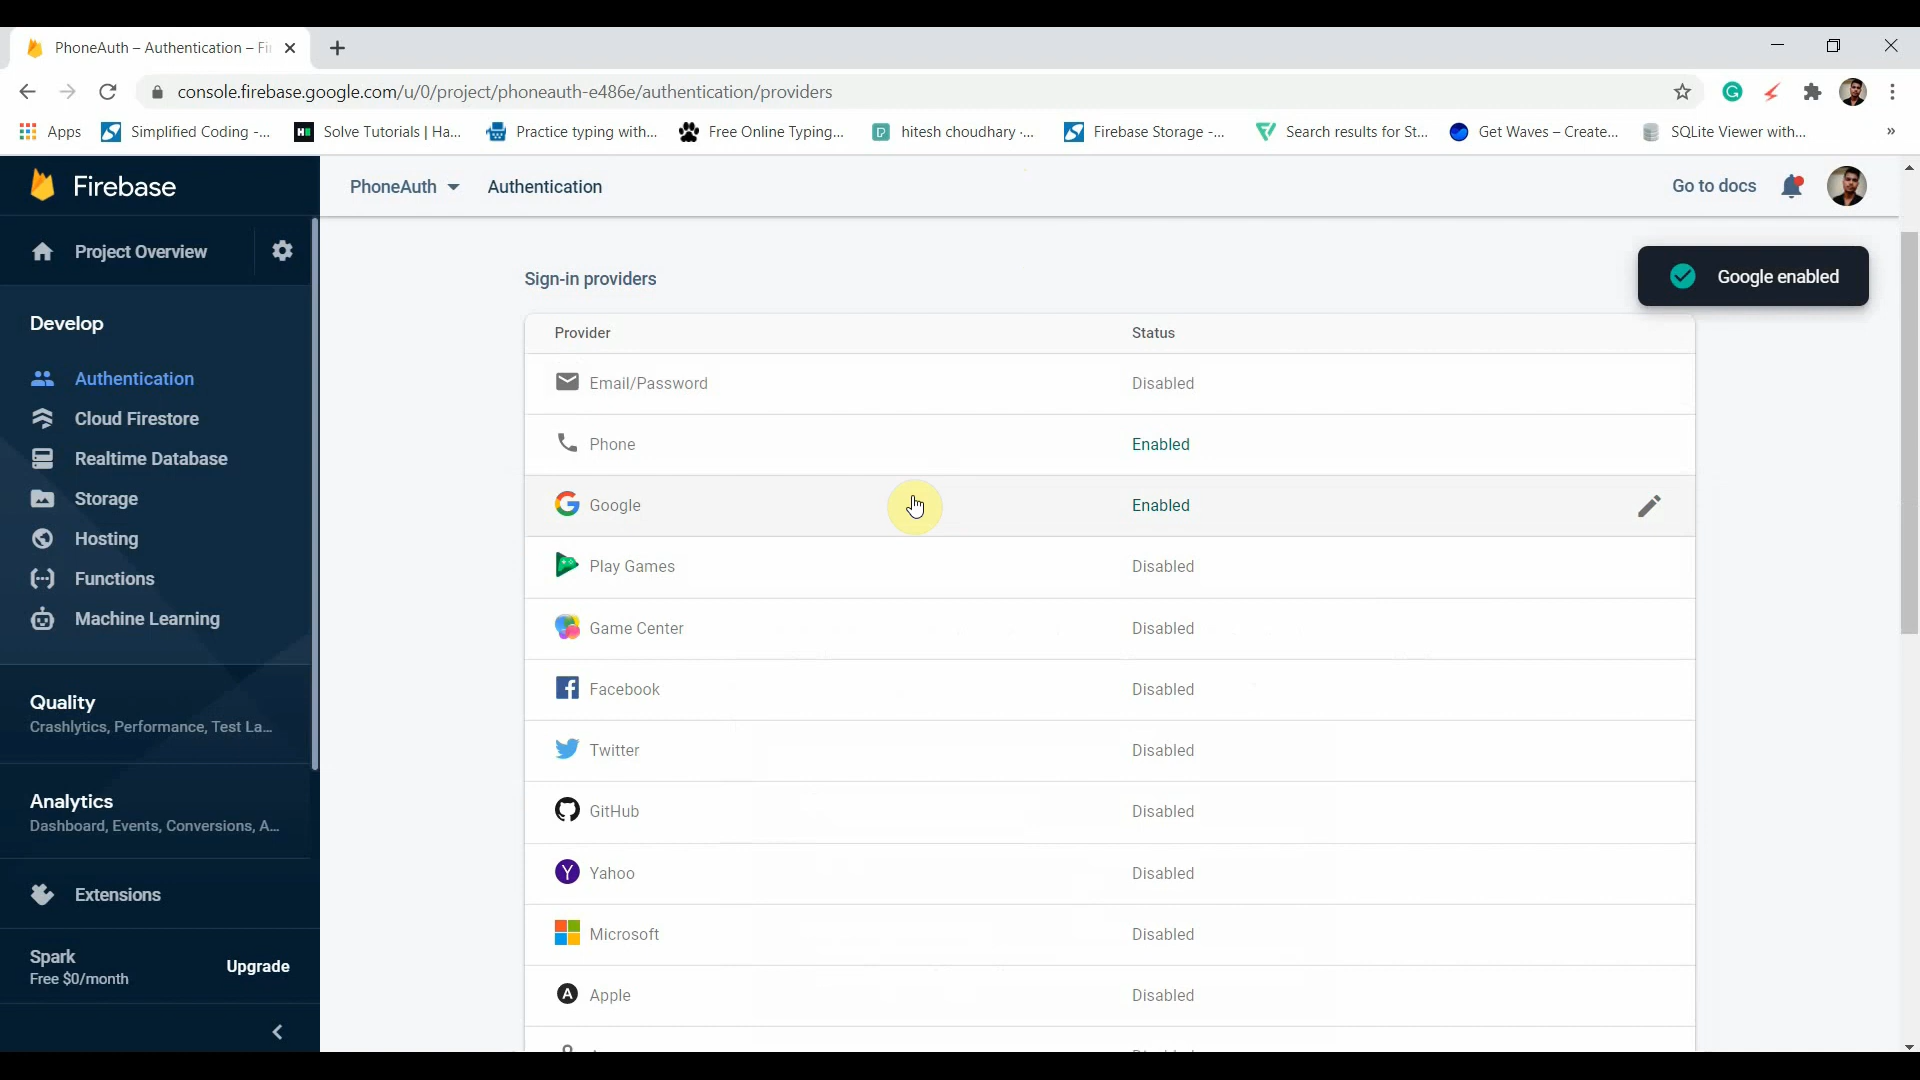 PhoneAuth – Authentication – Fi
console.firebase.google.com/u/0/project/phoneauth-e486e/authentication/providers
Apps
Simplified Coding -...
Solve Tutorials | Ha...
Practice typing with...
Free Online Typing...
hitesh choudhary -...
Firebase Storage -...
Search results for St...
Get Waves – Create...
SQLite Viewer with...
»
Firebase
PhoneAuth
Authentication
Go to docs
Project Overview
Google enabled
Sign-in providers
Develop
Authentication
Cloud Firestore
Realtime Database
Storage
Hosting
Functions
Machine Learning
Quality
Crashlytics, Performance, Test La...
Analytics
Dashboard, Events, Conversions, A...
Extensions
Spark
Free $0/month
Upgrade
Provider Status
Email/Password Disabled
Phone Enabled
Google Enabled
Play Games Disabled
Game Center Disabled
Facebook Disabled
Twitter Disabled
GitHub Disabled
Yahoo Disabled
Microsoft Disabled
Apple Disabled